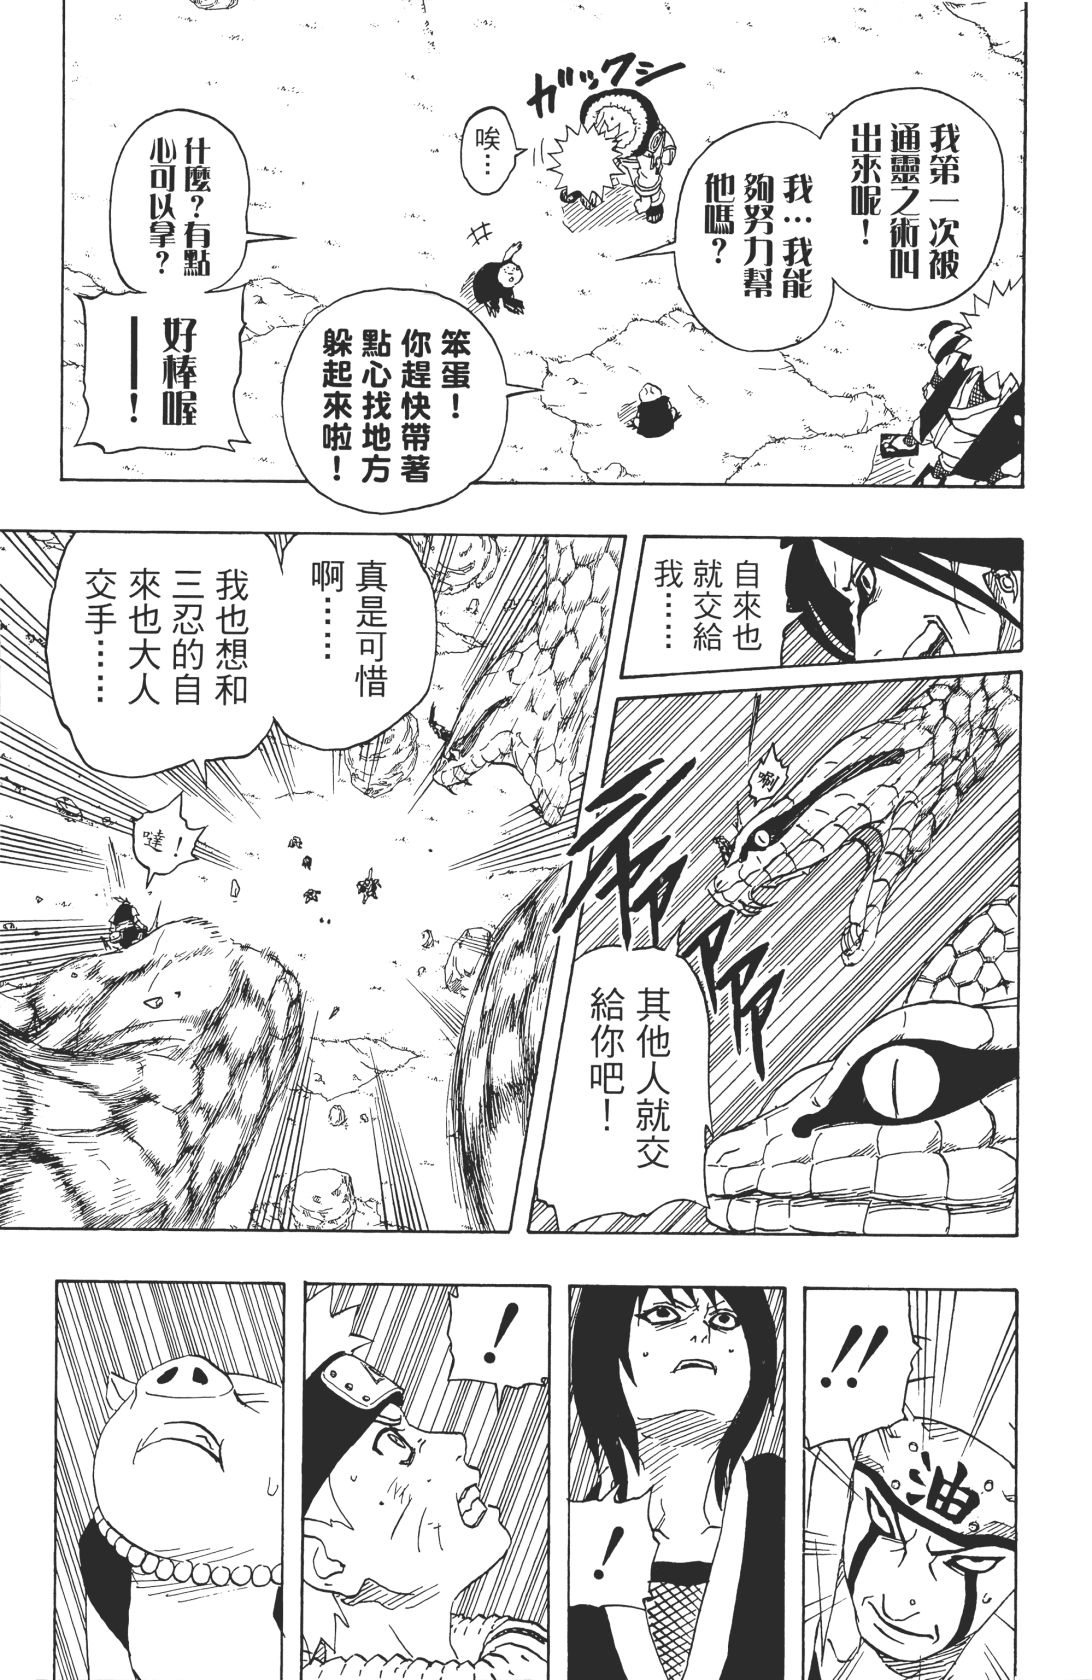 我第一次被
通靈之術叫
出來呢！
我…我能
夠努力幫
他嗎？
ガックシ
唉…
笨蛋！
你趕快帶著
點心找地方
躲起來啦！
什麼？有點
心可以拿？
好棒喔
──！
自來也
就交給
我……
唰
其他人就交
給你吧！
真是可惜
啊……
我也想和
三忍的自
來也大人
交手……
噠！
！！
油
！
！